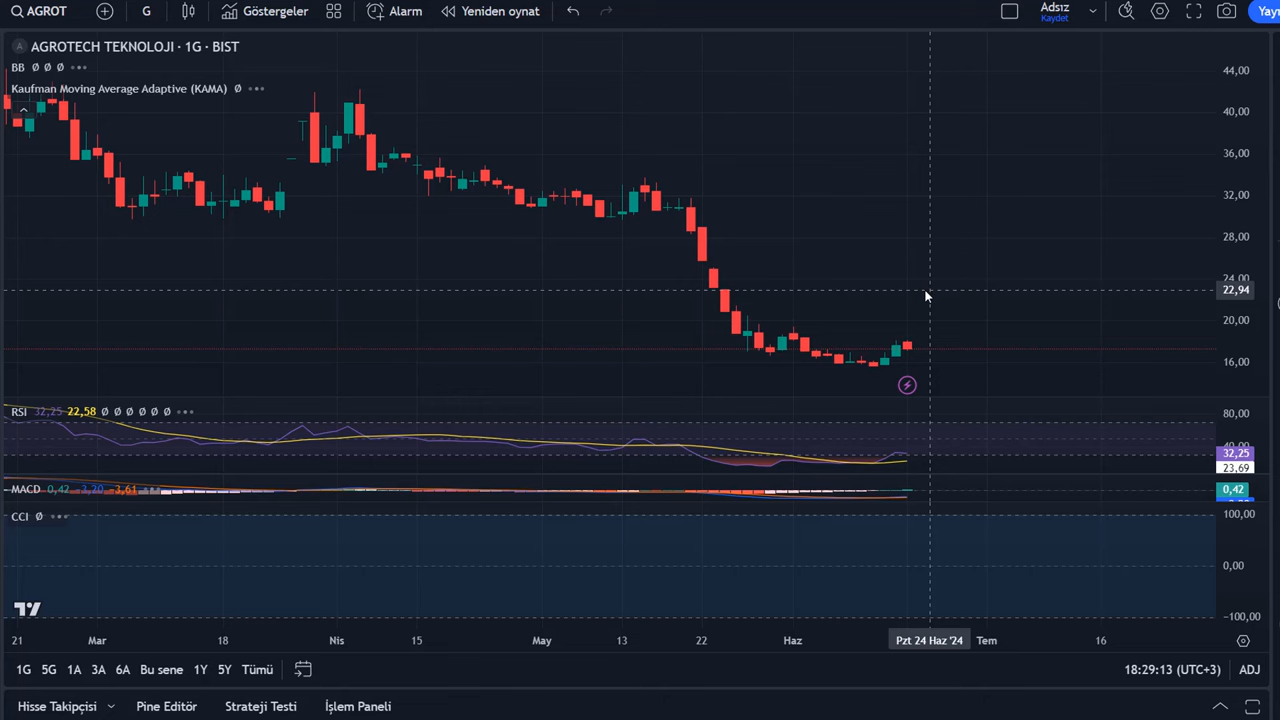 AGROT G Göstergeler Alarm Yeniden oynat Adsız
Kaydet
A AGROTECH TEKNOLOJI · 1G · BIST
BB Ø Ø Ø
Kaufman Moving Average Adaptive (KAMA) Ø
44,00
40,00
36,00
32,00
28,00
24,00
22,94
20,00
16,00
RSI 32,25 22,58 Ø Ø Ø Ø Ø Ø
80,00
40,00
32,25
23,69
MACD 0,42 -3,20 -3,61
0,42
CCI Ø
100,00
0,00
−100,00
21 Mar 18 Nis 15 May 13 22 Haz Pzt 24 Haz '24 Tem 16
1G 5G 1A 3A 6A Bu sene 1Y 5Y Tümü 18:29:13 (UTC+3) ADJ
Hisse Takipçisi Pine Editör Strateji Testi İşlem Paneli